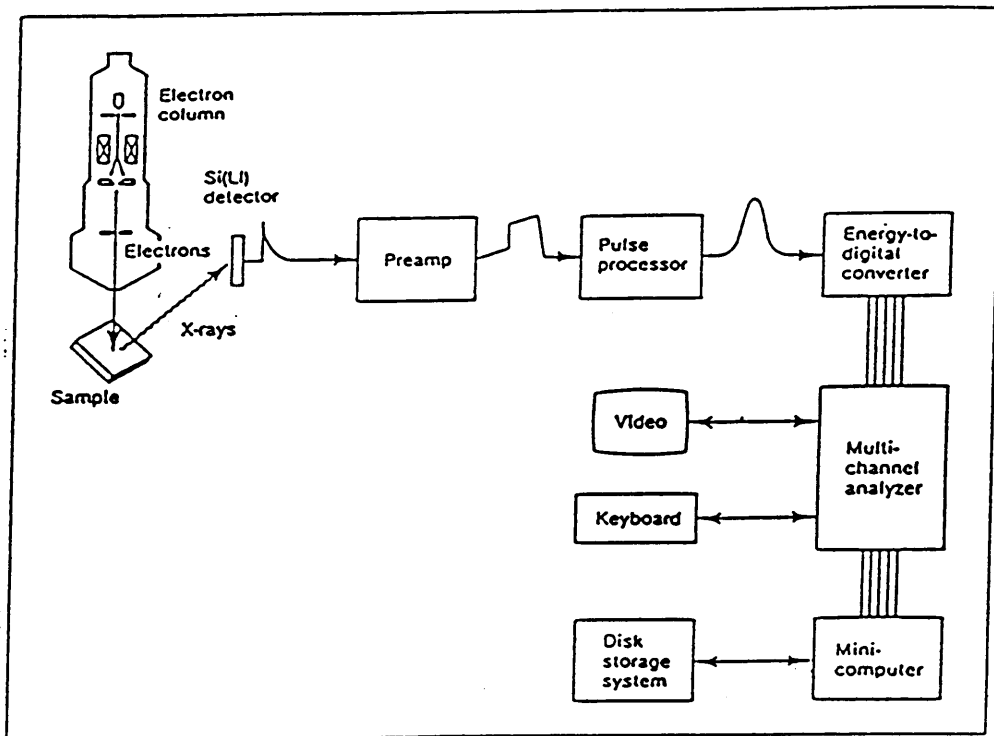 Electron
column
Si(Li)
detector
Electrons
X-rays
Sample
Preamp
Pulse
processor
Energy-to-
digital
converter
Video
Keyboard
Multi-
channel
analyzer
Disk
storage
system
Mini-
computer